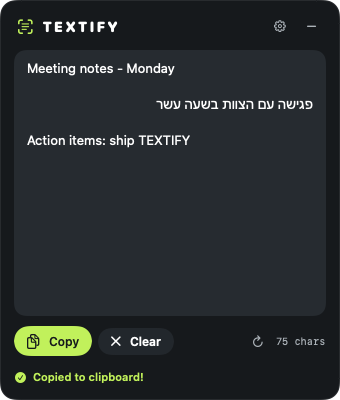 TEXTIFY
Meeting notes - Monday
פגישה עם הצוות בשעה עשר
Action items: ship TEXTIFY
Copy
Clear
75 chars
Copied to clipboard!